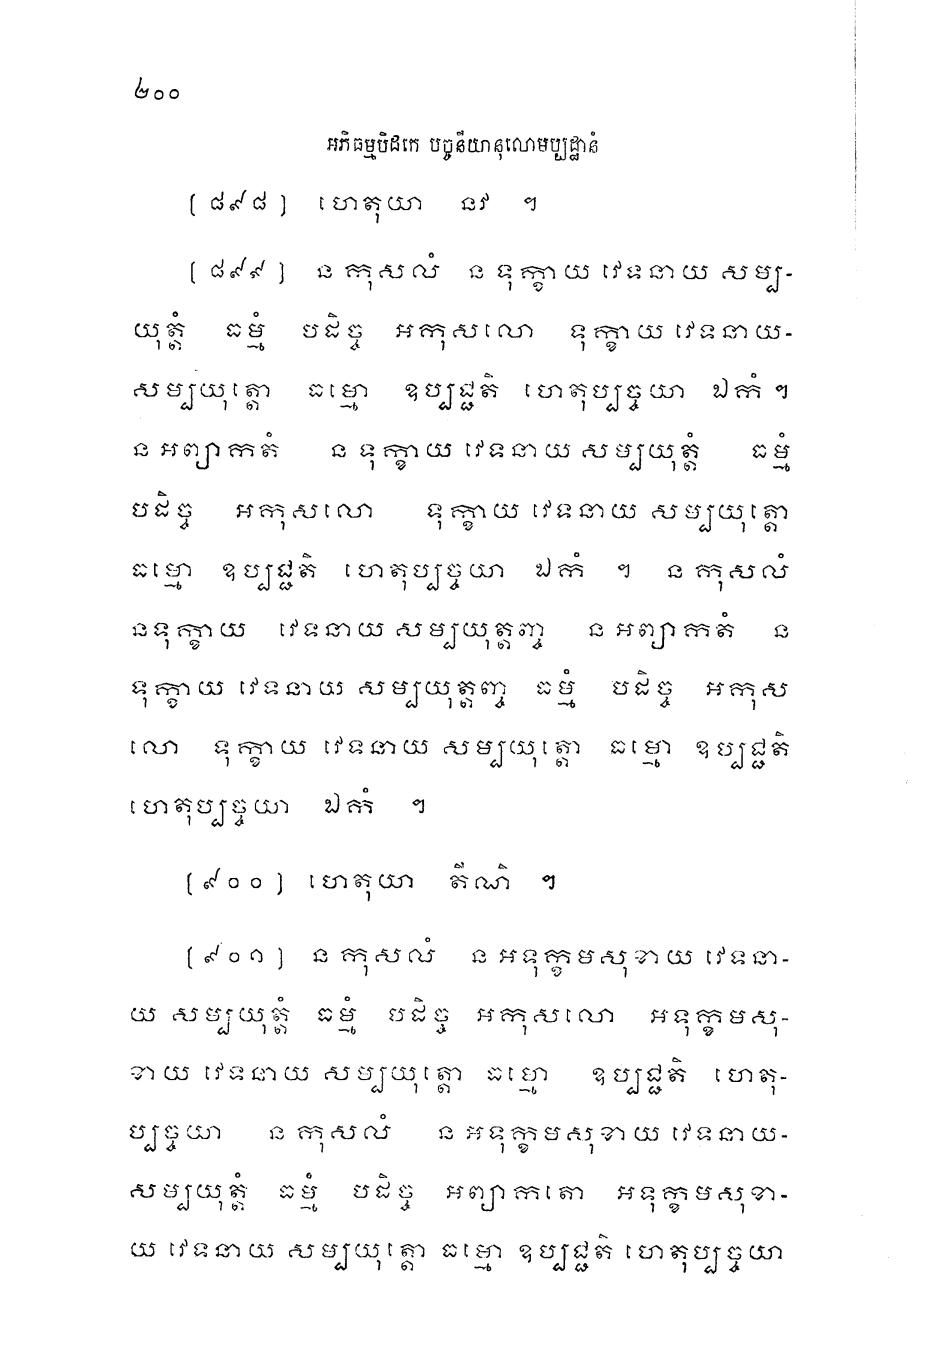 ២០០
អភិធម្មបិដកេ បច្ចនីយានុលោមប្បដ្ឋានំ
[ ៨៩៨ ] ហេតុយា នវ ។
[ ៨៩៩ ] ន កុសលំ ន ទុក្ខាយ វេទនាយ សម្ប-
យុត្តំ ធម្មំ បដិច្ច អកុសលោ ទុក្ខាយ វេទនាយ-
សម្បយុត្តោ ធម្មោ ឧប្បជ្ជតិ ហេតុប្បច្ចយា ឯកំ ។
ន អព្យាកតំ ន ទុក្ខាយ វេទនាយ សម្បយុត្តំ ធម្មំ
បដិច្ច អកុសលោ ទុក្ខាយ វេទនាយ សម្បយុត្តោ
ធម្មោ ឧប្បជ្ជតិ ហេតុប្បច្ចយា ឯកំ ។ ន កុសលំ
នទុក្ខាយ វេទនាយ សម្បយុត្តញ្ច ន អព្យាកតំ ន
ទុក្ខាយ វេទនាយ សម្បយុត្តញ្ច ធម្មំ បដិច្ច អកុស
លោ ទុក្ខាយ វេទនាយ សម្បយុត្តោ ធម្មោ ឧប្បជ្ជតិ
ហេតុប្បច្ចយា ឯកំ ។
[ ៩០០ ] ហេតុយា តីណិ ។
[ ៩០១ ] ន កុសលំ ន អទុក្ខមសុខាយ វេទនា-
យ សម្បយុត្តំ ធម្មំ បដិច្ច អកុសលោ អទុក្ខមសុ-
ខាយ វេទនាយ សម្បយុត្តោ ធម្មោ ឧប្បជ្ជតិ ហេតុ-
ប្បច្ចយា ន កុសលំ ន អទុក្ខមសុខាយ វេទនាយ-
សម្បយុត្តំ ធម្មំ បដិច្ច អព្យាកតោ អទុក្ខមសុខា-
យ វេទនាយ សម្បយុត្តោ ធម្មោ ឧប្បជ្ជតិ ហេតុប្បច្ចយា